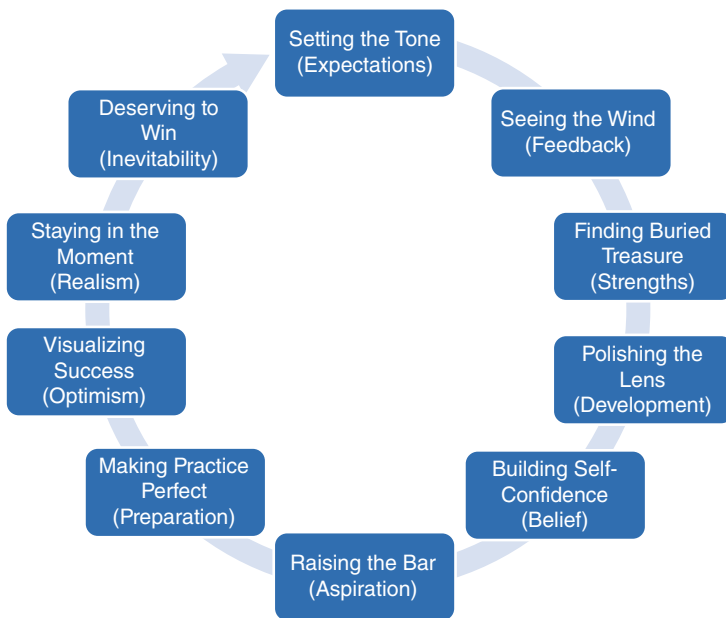 Setting the Tone
(Expectations)
Seeing the Wind
(Feedback)
Finding Buried
Treasure
(Strengths)
Polishing the
Lens
(Development)
Building Self-
Confidence
(Belief)
Raising the Bar
(Aspiration)
Making Practice
Perfect
(Preparation)
Visualizing
Success
(Optimism)
Staying in the
Moment
(Realism)
Deserving to
Win
(Inevitability)